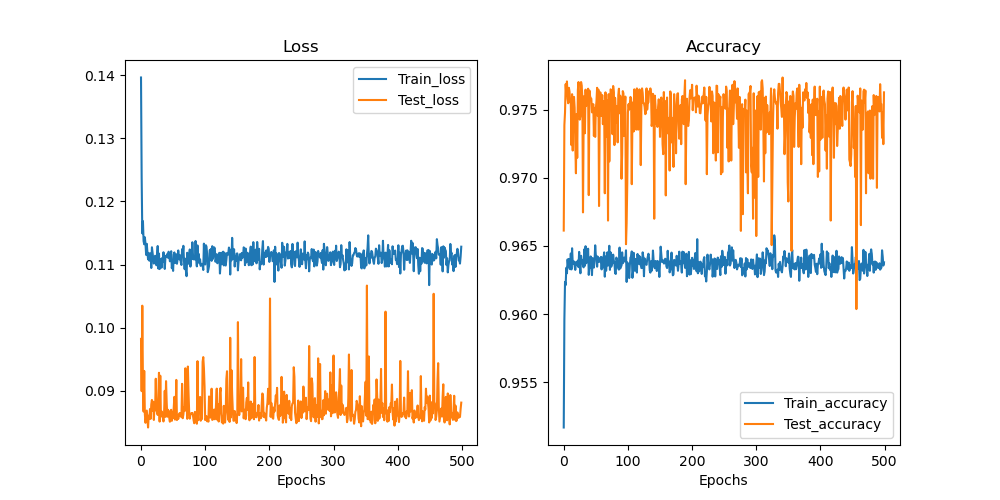 Loss
0.14
0.13
0.12
0.11
0.10
0.09
0 100 200 300 400 500
Epochs
Train_loss
Test_loss
Accuracy
0.975
0.970
0.965
0.960
0.955
0 100 200 300 400 500
Epochs
Train_accuracy
Test_accuracy